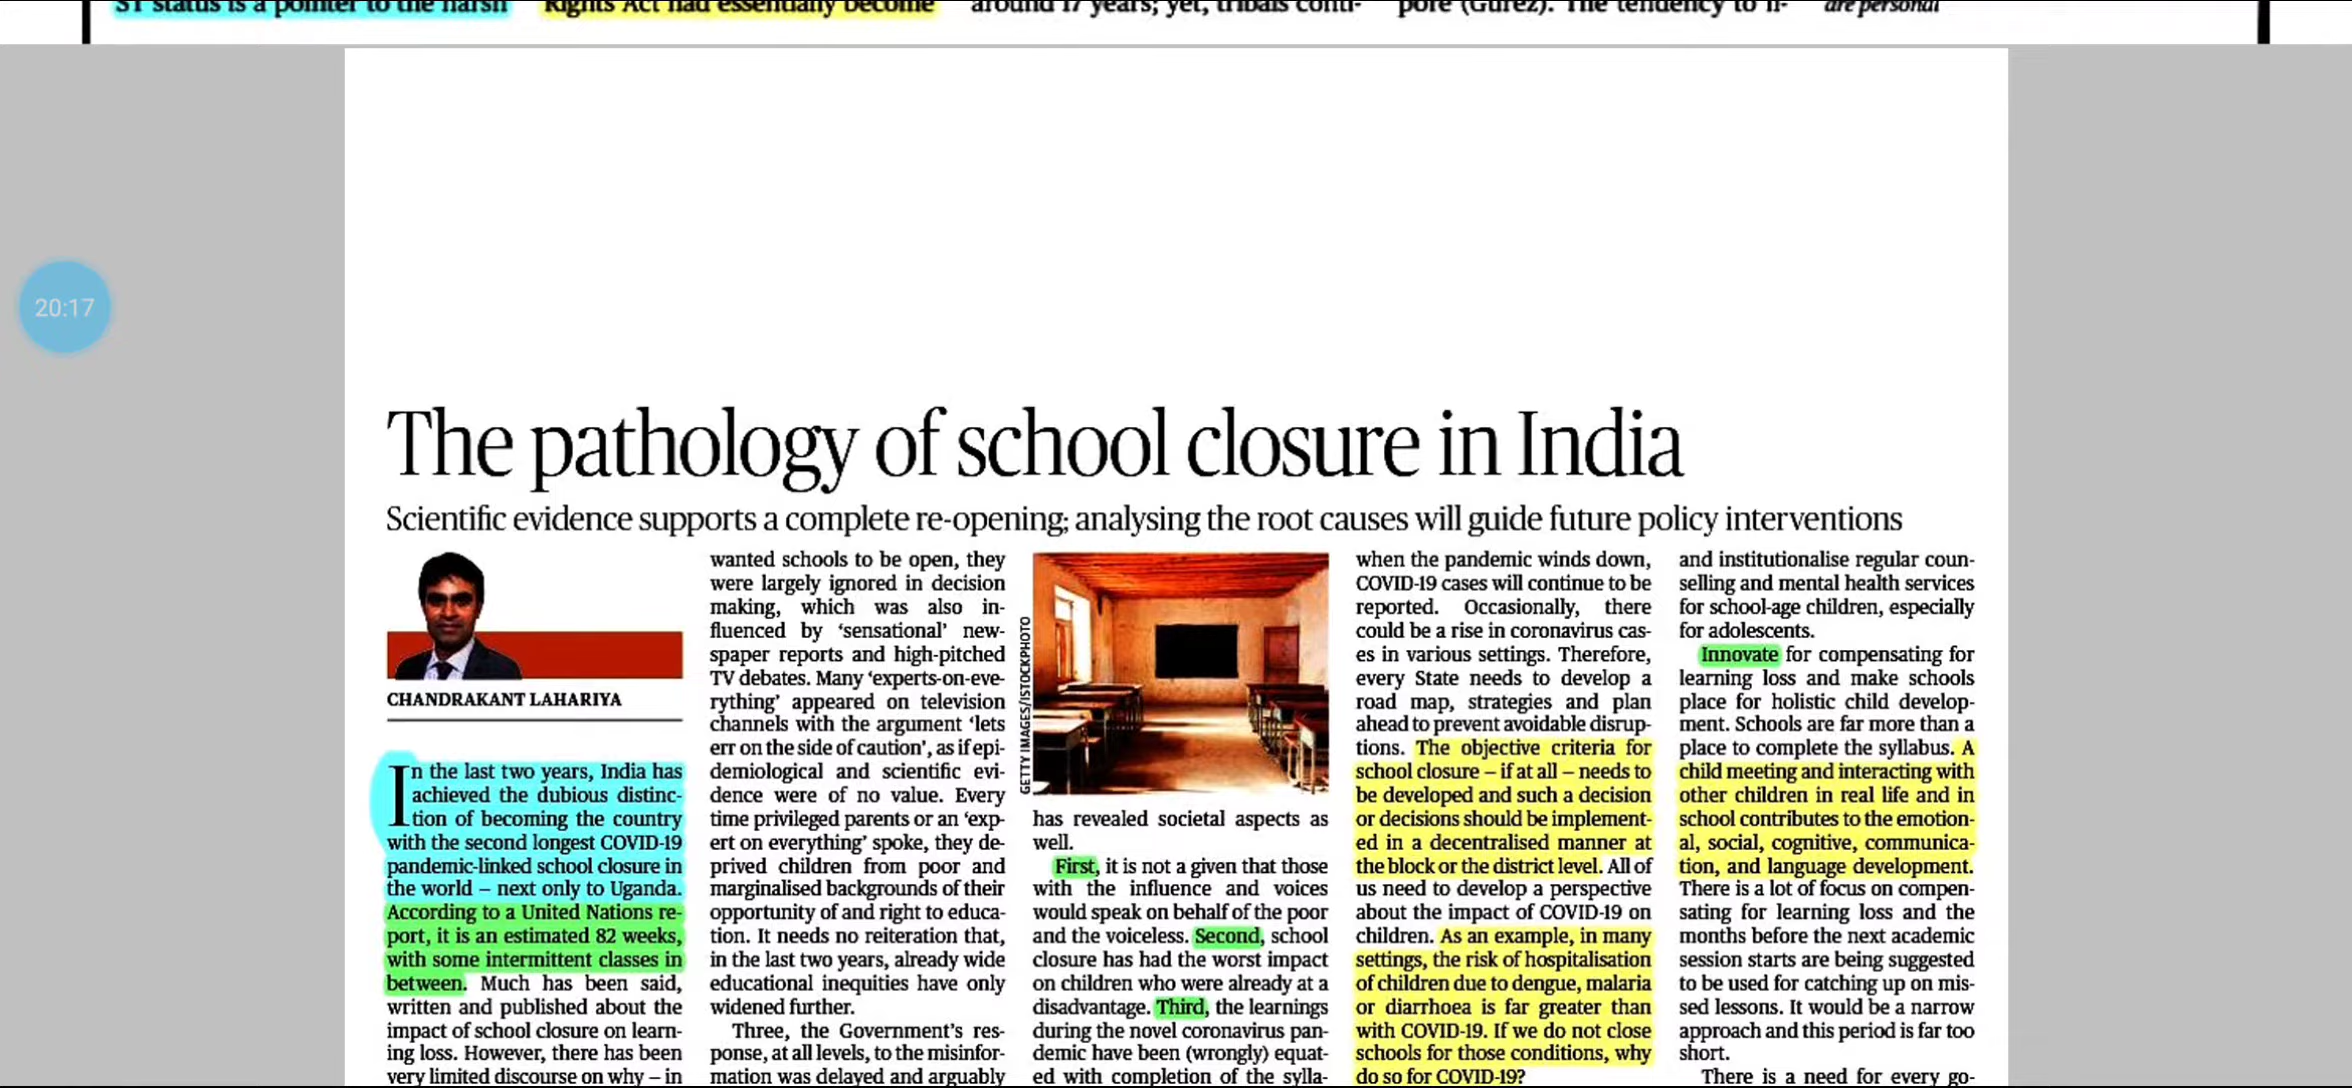 ST status is a pointer to the harsh
Rights Act had essentially become
around 17 years; yet, tribals conti-
pore (Gurez). The tendency to n-
are personal
20:17
The pathology of school closure in India
Scientific evidence supports a complete re-opening; analysing the root causes will guide future policy interventions
CHANDRAKANT LAHARIYA
In the last two years, India has
achieved the dubious distinc-
tion of becoming the country
with the second longest COVID-19
pandemic-linked school closure in
the world – next only to Uganda.
According to a United Nations re-
port, it is an estimated 82 weeks,
with some intermittent classes in
between. Much has been said,
written and published about the
impact of school closure on learn-
ing loss. However, there has been
very limited discourse on why – in
wanted schools to be open, they
were largely ignored in decision
making, which was also in-
fluenced by ‘sensational’ new-
spaper reports and high-pitched
TV debates. Many ‘experts-on-eve-
rything’ appeared on television
channels with the argument ‘lets
err on the side of caution’, as if epi-
demiological and scientific evi-
dence were of no value. Every
time privileged parents or an ‘exp-
ert on everything’ spoke, they de-
prived children from poor and
marginalised backgrounds of their
opportunity of and right to educa-
tion. It needs no reiteration that,
in the last two years, already wide
educational inequities have only
widened further.
Three, the Government’s res-
ponse, at all levels, to the misinfor-
mation was delayed and arguably
GETTY IMAGES/ISTOCKPHOTO
has revealed societal aspects as
well.
First, it is not a given that those
with the influence and voices
would speak on behalf of the poor
and the voiceless. Second, school
closure has had the worst impact
on children who were already at a
disadvantage. Third, the learnings
during the novel coronavirus pan-
demic have been (wrongly) equat-
ed with completion of the sylla-
when the pandemic winds down,
COVID-19 cases will continue to be
reported. Occasionally, there
could be a rise in coronavirus cas-
es in various settings. Therefore,
every State needs to develop a
road map, strategies and plan
ahead to prevent avoidable disrup-
tions. The objective criteria for
school closure – if at all – needs to
be developed and such a decision
or decisions should be implement-
ed in a decentralised manner at
the block or the district level. All of
us need to develop a perspective
about the impact of COVID-19 on
children. As an example, in many
settings, the risk of hospitalisation
of children due to dengue, malaria
or diarrhoea is far greater than
with COVID-19. If we do not close
schools for those conditions, why
do so for COVID-19?
and institutionalise regular coun-
selling and mental health services
for school-age children, especially
for adolescents.
Innovate for compensating for
learning loss and make schools
place for holistic child develop-
ment. Schools are far more than a
place to complete the syllabus. A
child meeting and interacting with
other children in real life and in
school contributes to the emotion-
al, social, cognitive, communica-
tion, and language development.
There is a lot of focus on compen-
sating for learning loss and the
months before the next academic
session starts are being suggested
to be used for catching up on mis-
sed lessons. It would be a narrow
approach and this period is far too
short.
There is a need for every go-